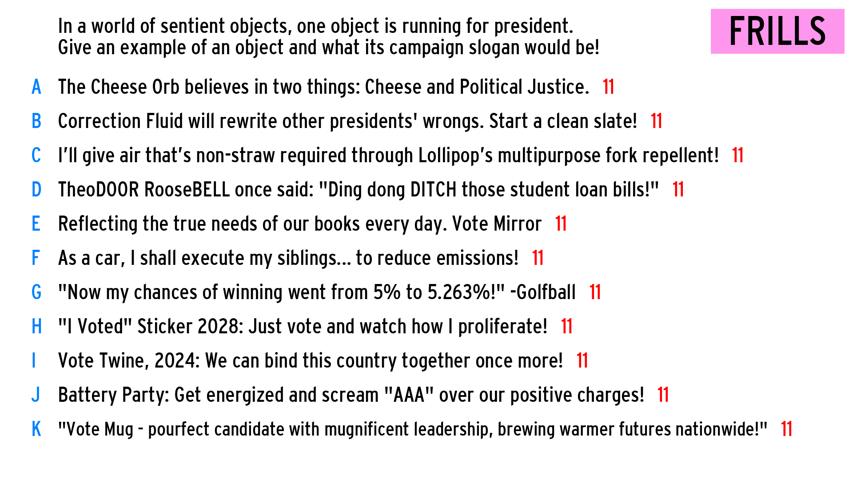 In a world of sentient objects, one object is running for president.
Give an example of an object and what its campaign slogan would be!
FRILLS
A The Cheese Orb believes in two things: Cheese and Political Justice. 11
B Correction Fluid will rewrite other presidents' wrongs. Start a clean slate! 11
C I'll give air that's non-straw required through Lollipop's multipurpose fork repellent! 11
D TheoDOOR RooseBELL once said: "Ding dong DITCH those student loan bills!" 11
E Reflecting the true needs of our books every day. Vote Mirror 11
F As a car, I shall execute my siblings... to reduce emissions! 11
G "Now my chances of winning went from 5% to 5.263%!" -Golfball 11
H "I Voted" Sticker 2028: Just vote and watch how I proliferate! 11
I Vote Twine, 2024: We can bind this country together once more! 11
J Battery Party: Get energized and scream "AAA" over our positive charges! 11
K "Vote Mug - pourfect candidate with mugnificent leadership, brewing warmer futures nationwide!" 11